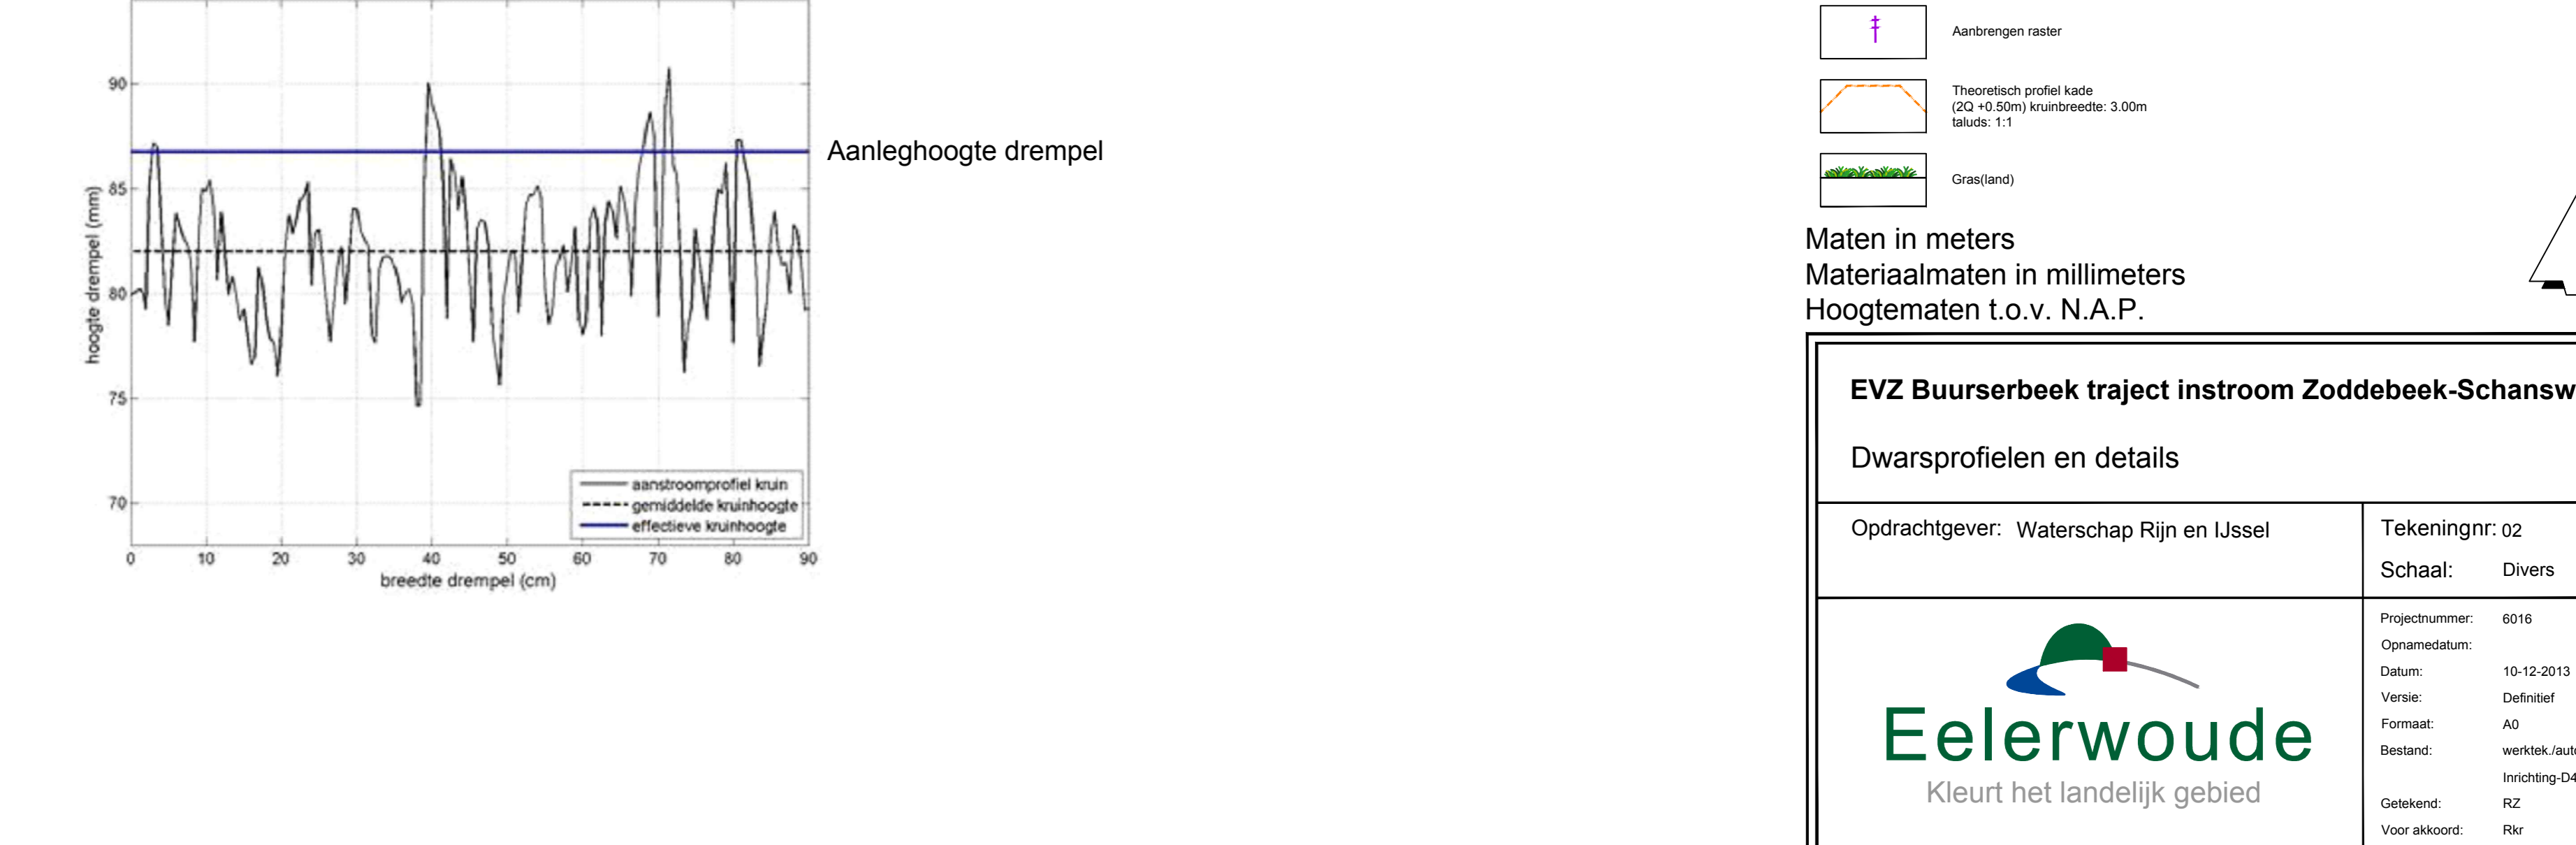 90
85
80
75
70
hoogte drempel (mm)
aanstroomprofiel kruin
gemiddelde kruinhoogte
effectieve kruinhoogte
0 10 20 30 40 50 60 70 80 90
breedte drempel (cm)
Aanleghoogte drempel
Aanbrengen raster
Theoretisch profiel kade
(2Q +0.50m) kruinbreedte: 3.00m
taluds: 1:1
Gras(land)
Maten in meters
Materiaalmaten in millimeters
Hoogtematen t.o.v. N.A.P.
EVZ Buurserbeek traject instroom Zoddebeek-Schansw
Dwarsprofielen en details
Opdrachtgever: Waterschap Rijn en IJssel
Tekeningnr: 02
Schaal: Divers
Eelerwoude
Kleurt het landelijk gebied
Projectnummer: 6016
Opnamedatum:
Datum: 10-12-2013
Versie: Definitief
Formaat: A0
Bestand: werktek./aut
Inrichting-D4
Getekend: RZ
Voor akkoord: Rkr